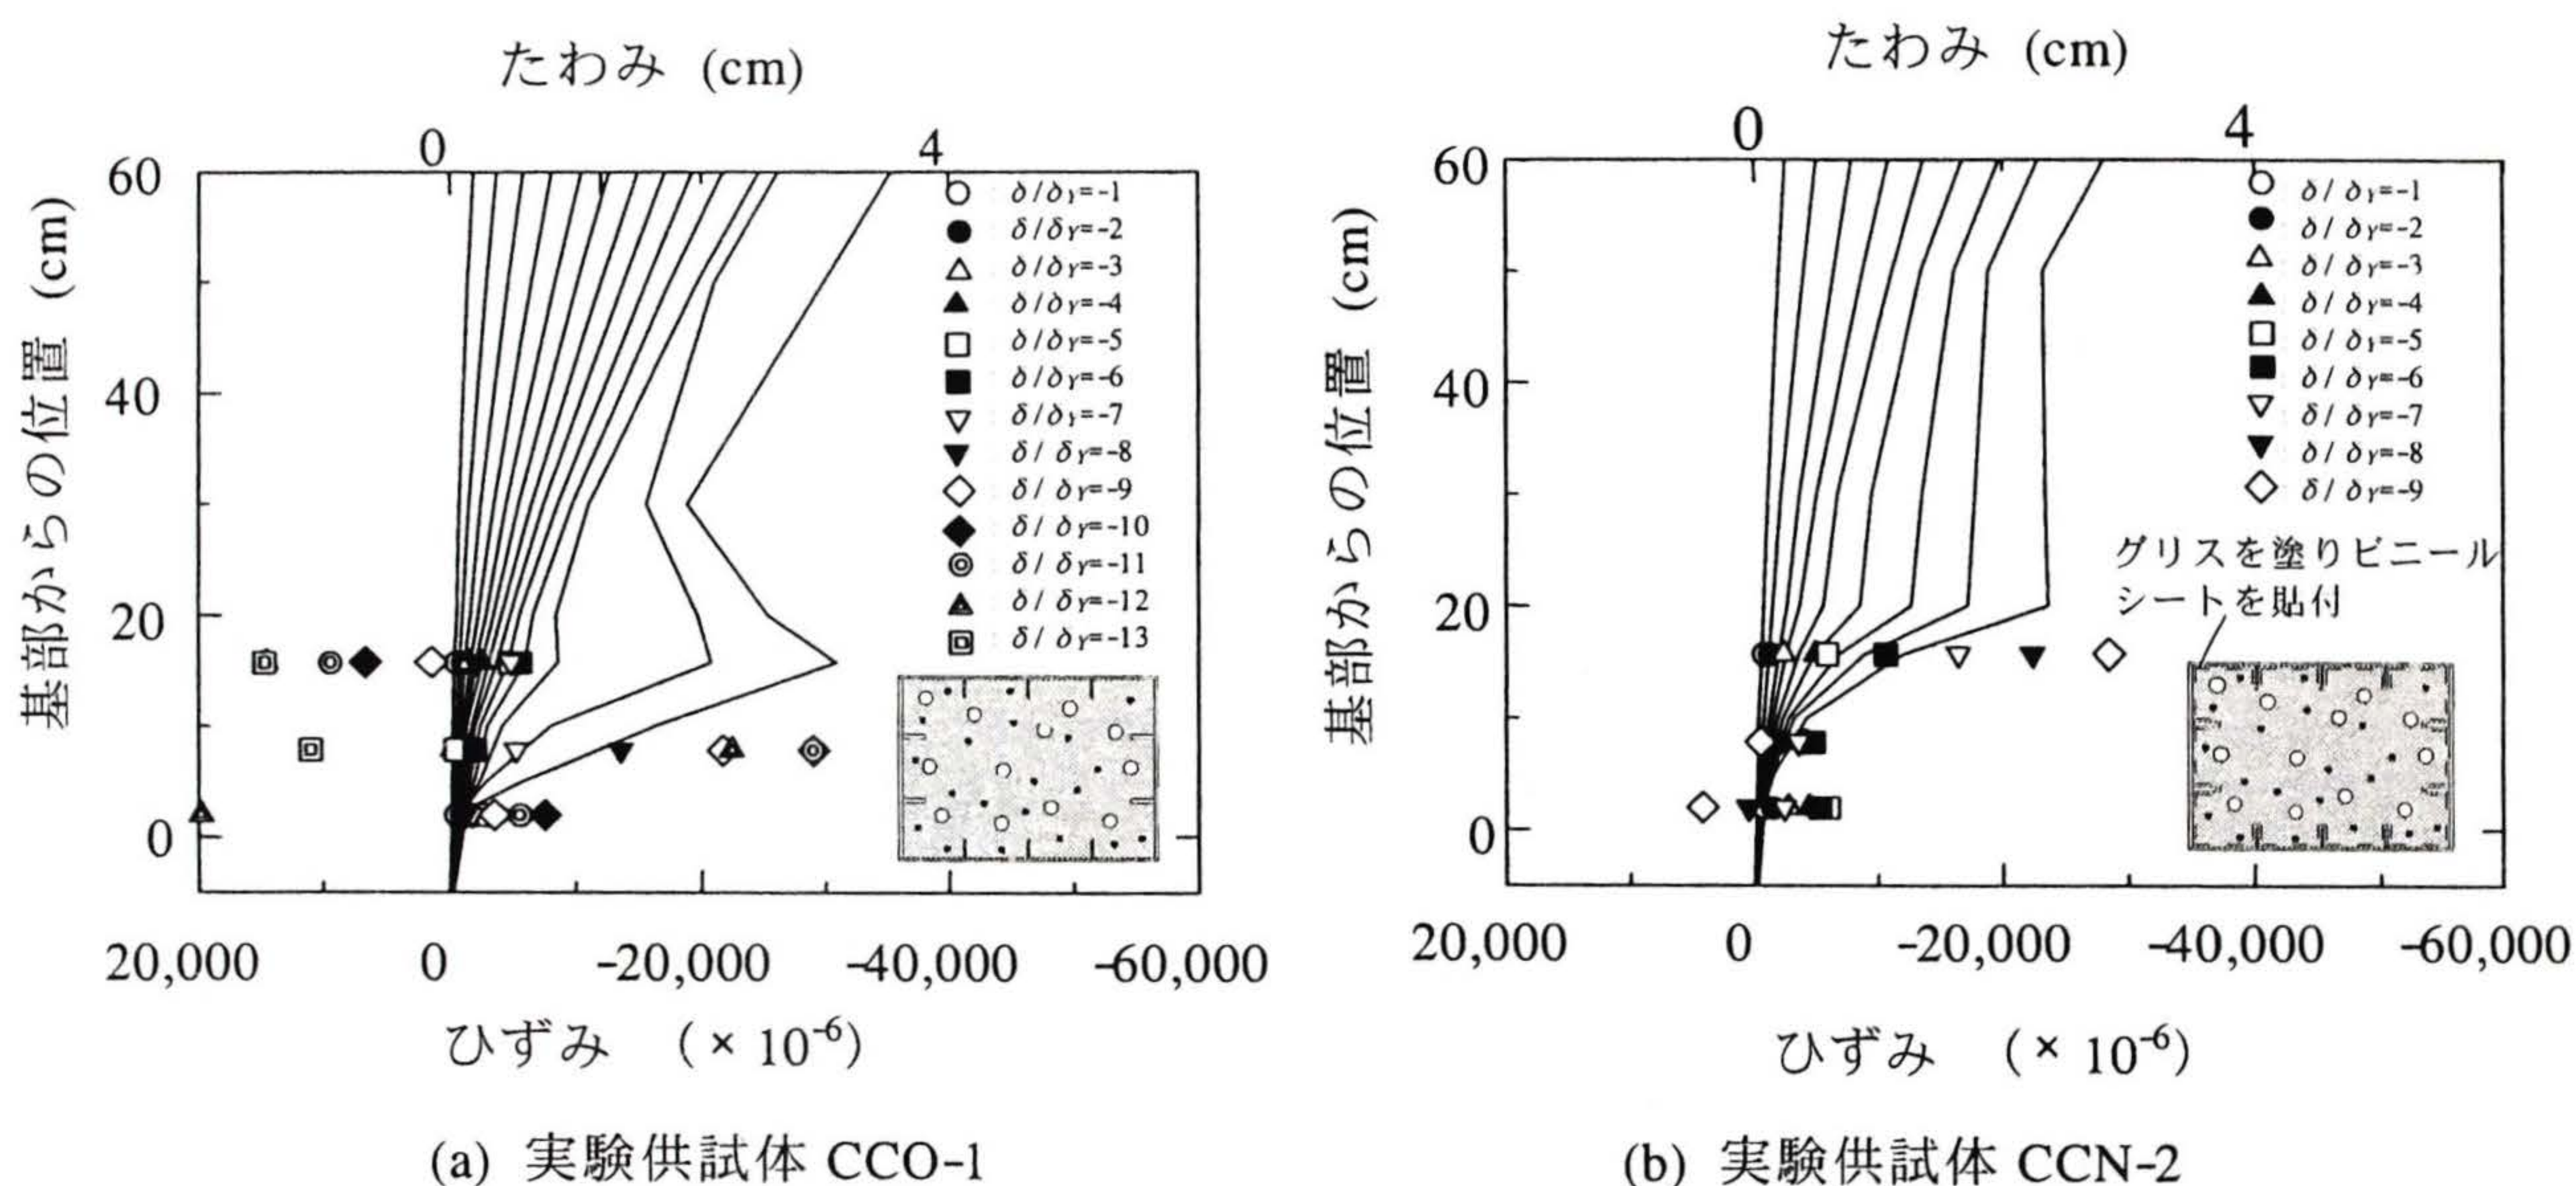 たわみ (cm)
0 4
60
40
20
0
基部からの位置 (cm)
δ/δY=-1
δ/δY=-2
δ/δY=-3
δ/δY=-4
δ/δY=-5
δ/δY=-6
δ/δY=-7
δ/δY=-8
δ/δY=-9
δ/δY=-10
δ/δY=-11
δ/δY=-12
δ/δY=-13
20,000 0 -20,000 -40,000 -60,000
ひずみ (× 10-6)
(a) 実験供試体 CCO-1
たわみ (cm)
0 4
60
40
20
0
基部からの位置 (cm)
δ/δY=-1
δ/δY=-2
δ/δY=-3
δ/δY=-4
δ/δY=-5
δ/δY=-6
δ/δY=-7
δ/δY=-8
δ/δY=-9
グリスを塗りビニール
シートを貼付
20,000 0 -20,000 -40,000 -60,000
ひずみ (× 10-6)
(b) 実験供試体 CCN-2